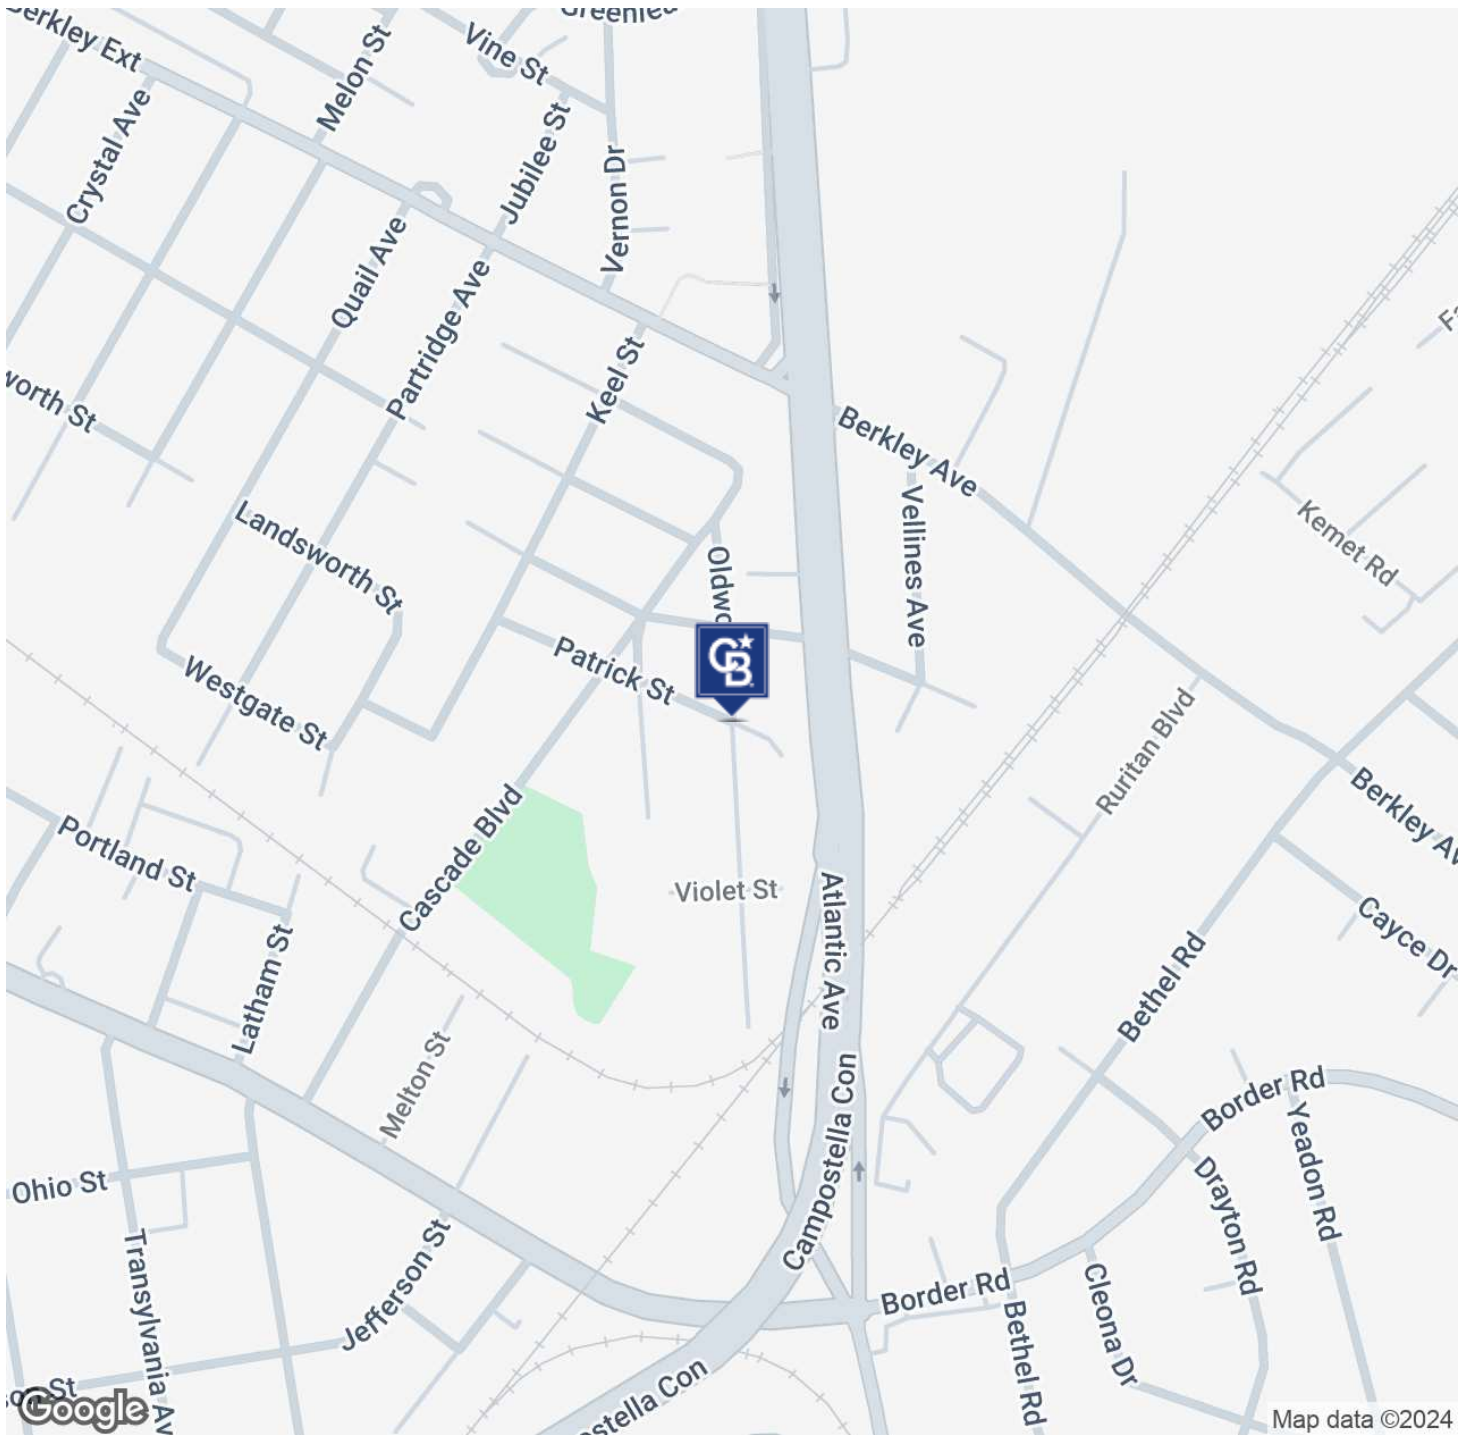 Berkley Ext
Melon St
Vine St
Crystal Ave
Jubilee St
Vernon Dr
Quail Ave
Partridge Ave
Keel St
worth St
Berkley Ave
Vellines Ave
Kemet Rd
Landsworth St
Oldwo
CB
Patrick St
Westgate St
Ruritan Blvd
Berkley Av
Portland St
Cascade Blvd
Violet St
Atlantic Ave
Cayce Dr
Latham St
Bethel Rd
Melton St
Campostella Con
Border Rd
Yeadon Rd
Drayton Rd
Ohio St
Transylvania Av
Jefferson St
Border Rd
Bethel Rd
Cleona Dr
son St
ostella Con
Google
Map data ©2024